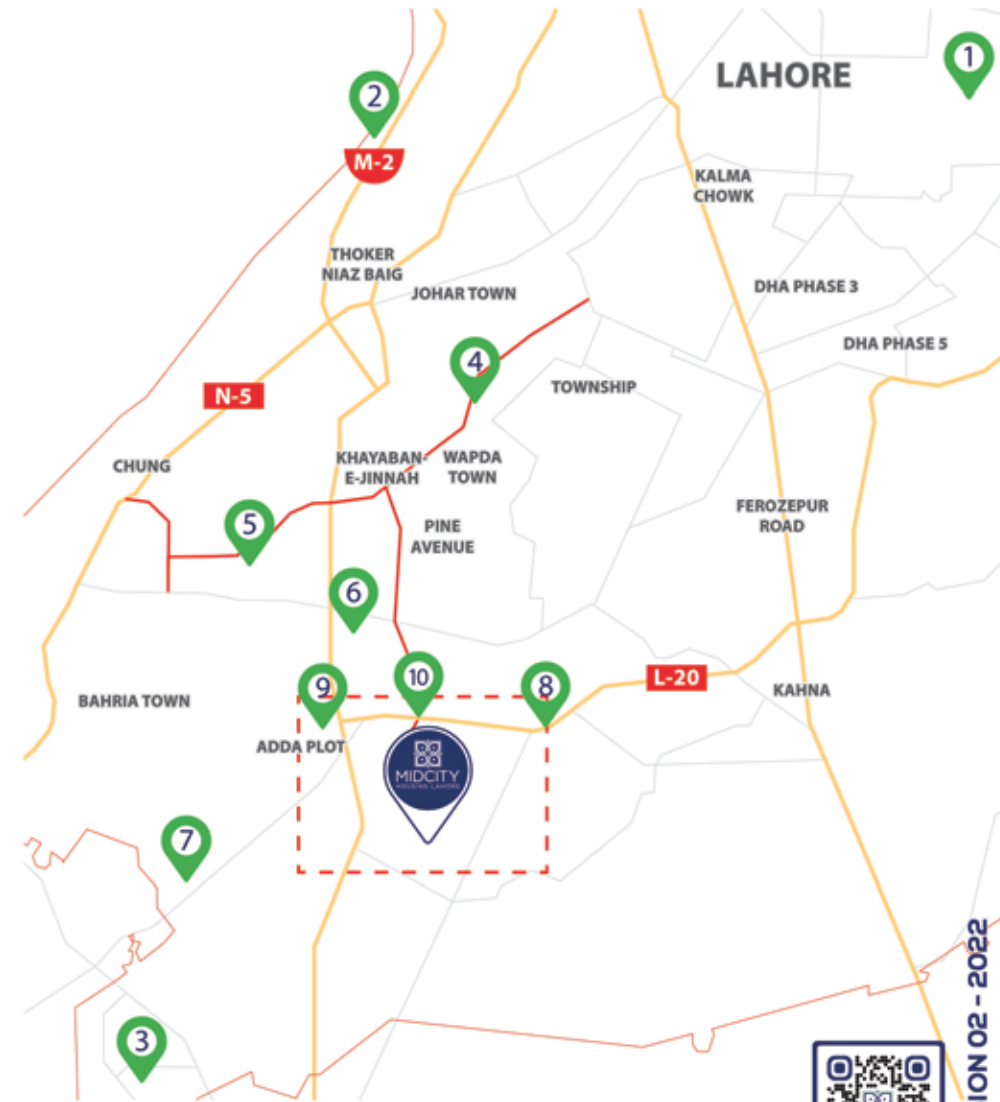 1
LAHORE
2
M-2
KALMA
CHOWK
THOKER
NIAZ BAIG
JOHAR TOWN
DHA PHASE 3
DHA PHASE 5
4
TOWNSHIP
N-5
CHUNG
KHAYABAN-
E-JINNAH
WAPDA
TOWN
5
PINE
AVENUE
FEROZEPUR
ROAD
6
9
10
8
L-20
KAHNA
BAHRIA TOWN
ADDA PLOT
MIDCITY
HOUSING LAHORE
7
3
ION 02 - 2022